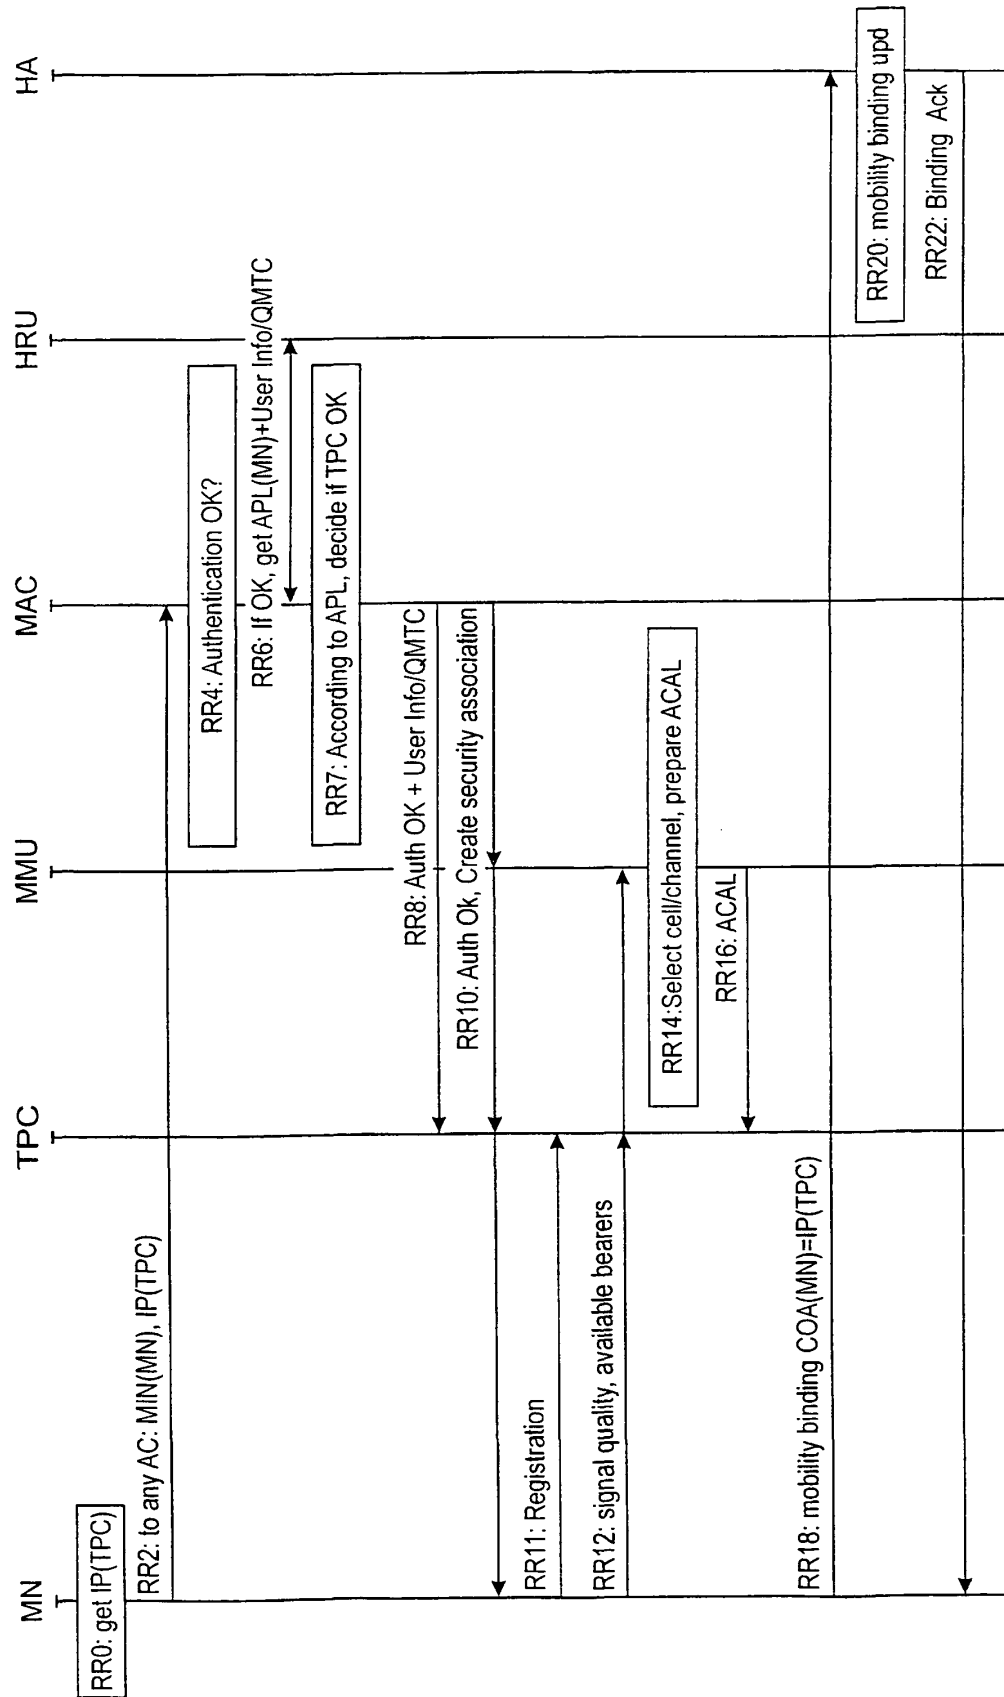 MN
TPC
MMU
MAC
HRU
HA
RR0: get IP(TPC)
RR2: to any AC: MIN(MN), IP(TPC)
RR4: Authentication OK?
RR6: If OK, get APL(MN)+User Info/QMTC
RR7: According to APL, decide if TPC OK
RR8: Auth OK + User Info/QMTC
RR10: Auth Ok, Create security association
RR11: Registration
RR12: signal quality, available bearers
RR14:Select cell/channel, prepare ACAL
RR16: ACAL
RR18: mobility binding COA(MN)=IP(TPC)
RR20: mobility binding upd
RR22: Binding Ack